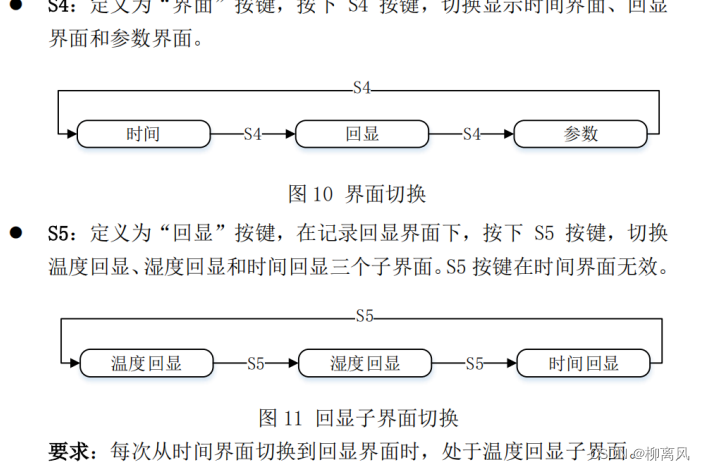 S4：定义为“界面”按键，按下 S4 按键，切换显示时间界面、回显
界面和参数界面。
S4
时间 S4 回显 S4 参数
图10 界面切换
S5：定义为“回显”按键，在记录回显界面下，按下 S5 按键，切换
温度回显、湿度回显和时间回显三个子界面。S5 按键在时间界面无效。
S5
温度回显 S5 湿度回显 S5 时间回显
图11 回显子界面切换
要求：每次从时间界面切换到回显界面时，处于温度回显子界面。
@柳离风